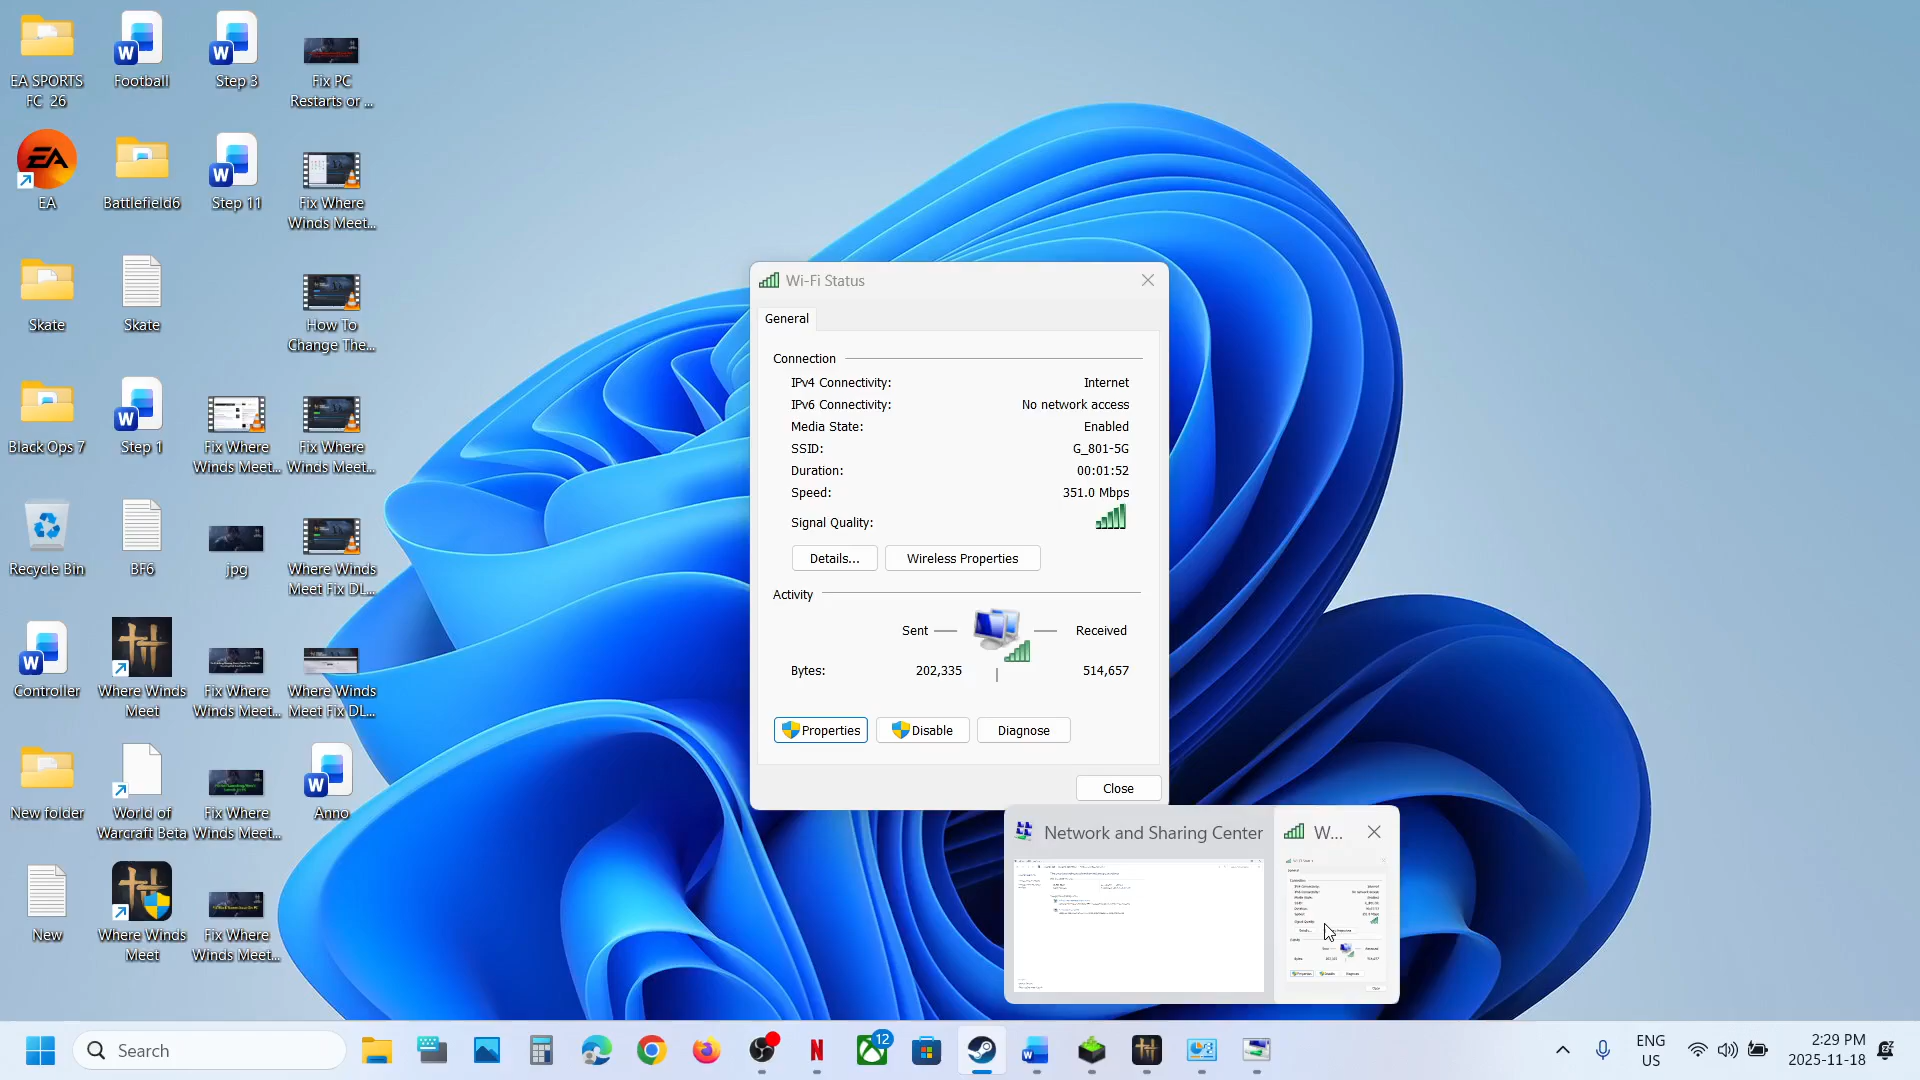 EA SPORTS
FC 26
Football
Step 3
Fix PC
Restarts or ...
EA
Battlefield6
Step 11
Fix Where
Winds Meet...
Skate
Skate
How To
Change The...
Black Ops 7
Step 1
Fix Where
Winds Meet...
Fix Where
Winds Meet...
Recycle Bin
BF6
jpg
Where Winds
Meet Fix DL...
Controller
Where Winds
Meet
Fix Where
Winds Meet...
Where Winds
Meet Fix DL...
New folder
World of
Warcraft Beta
Fix Where
Winds Meet...
Anno
New
Where Winds
Meet
Fix Where
Winds Meet...
Wi-Fi Status
General
Connection
IPv4 Connectivity: Internet
IPv6 Connectivity: No network access
Media State: Enabled
SSID: G_801-5G
Duration: 00:01:52
Speed: 351.0 Mbps
Signal Quality:
Details... Wireless Properties
Activity
Sent Received
Bytes: 202,335 514,657
Properties Disable Diagnose
Close
Network and Sharing Center
W...
Search
12
ENG
US
2:29 PM
2025-11-18